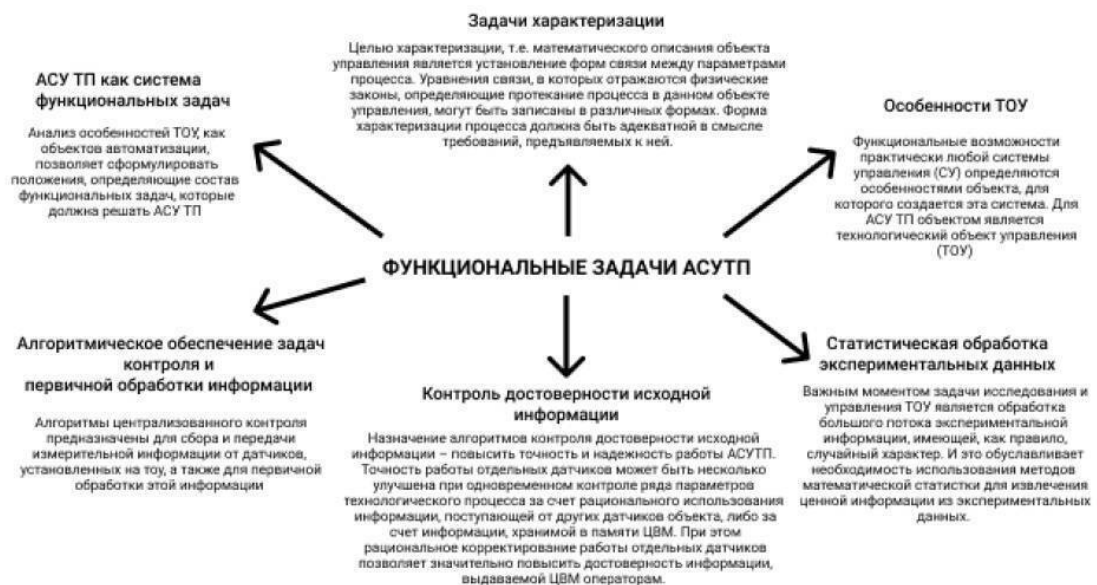 Задачи характеризации
Целью характеризации, т.е. математического описания объекта
управления является установление форм связи между параметрами
процесса. Уравнения связи, в которых отражаются физические
законы, определяющие протекание процесса в данном объекте
управления, могут быть записаны в различных формах. Форма
характеризации процесса должна быть адекватной в смысле
требований, предъявляемых к ней.
АСУ ТП как система
функциональных задач
Анализ особенностей ТОУ, как
объектов автоматизации,
позволяет сформулировать
положения, определяющие состав
функциональных задач, которые
должна решать АСУ ТП
Особенности ТОУ
Функциональные возможности
практически любой системы
управления (СУ) определяются
особенностями объекта, для
которого создается эта система. Для
АСУ ТП объектом является
технологический объект управления
(ТОУ)
ФУНКЦИОНАЛЬНЫЕ ЗАДАЧИ АСУТП
Алгоритмическое обеспечение задач
контроля и
первичной обработки информации
Алгоритмы централизованного контроля
предназначены для сбора и передачи
измерительной информации от датчиков,
установленных на тоу, а также для первичной
обработки этой информации
Контроль достоверности исходной
информации
Назначение алгоритмов контроля достоверности исходной
информации – повысить точность и надежность работы АСУТП.
Точность работы отдельных датчиков может быть несколько
улучшена при одновременном контроле ряда параметров
технологического процесса за счет рационального использования
информации, поступающей от других датчиков объекта, либо за
счет информации, хранимой в памяти ЦВМ. При этом
рациональное корректирование работы отдельных датчиков
позволяет значительно повысить достоверность информации,
выдаваемой ЦВМ операторам.
Статистическая обработка
экспериментальных данных
Важным моментом задачи исследования и
управления ТОУ является обработка
большого потока экспериментальной
информации, имеющей, как правило,
случайный характер. И это обуславливает
необходимость использования методов
математической статистки для извлечения
ценной информации из экспериментальных
данных.